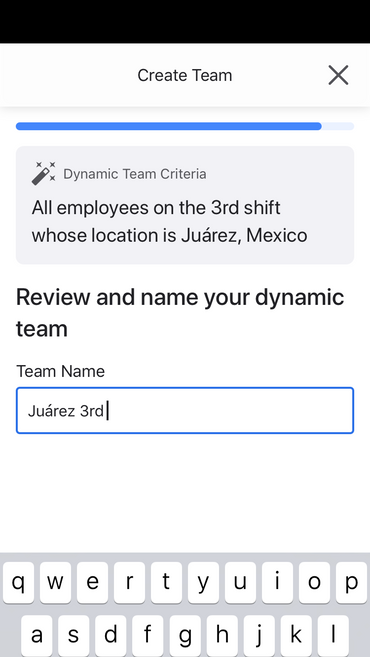 Create Team
Dynamic Team Criteria
All employees on the 3rd shift
whose location is Juárez, Mexico
Review and name your dynamic
team
Team Name
Juárez 3rd
q w e r t y u i o p
a s d f g h j k l